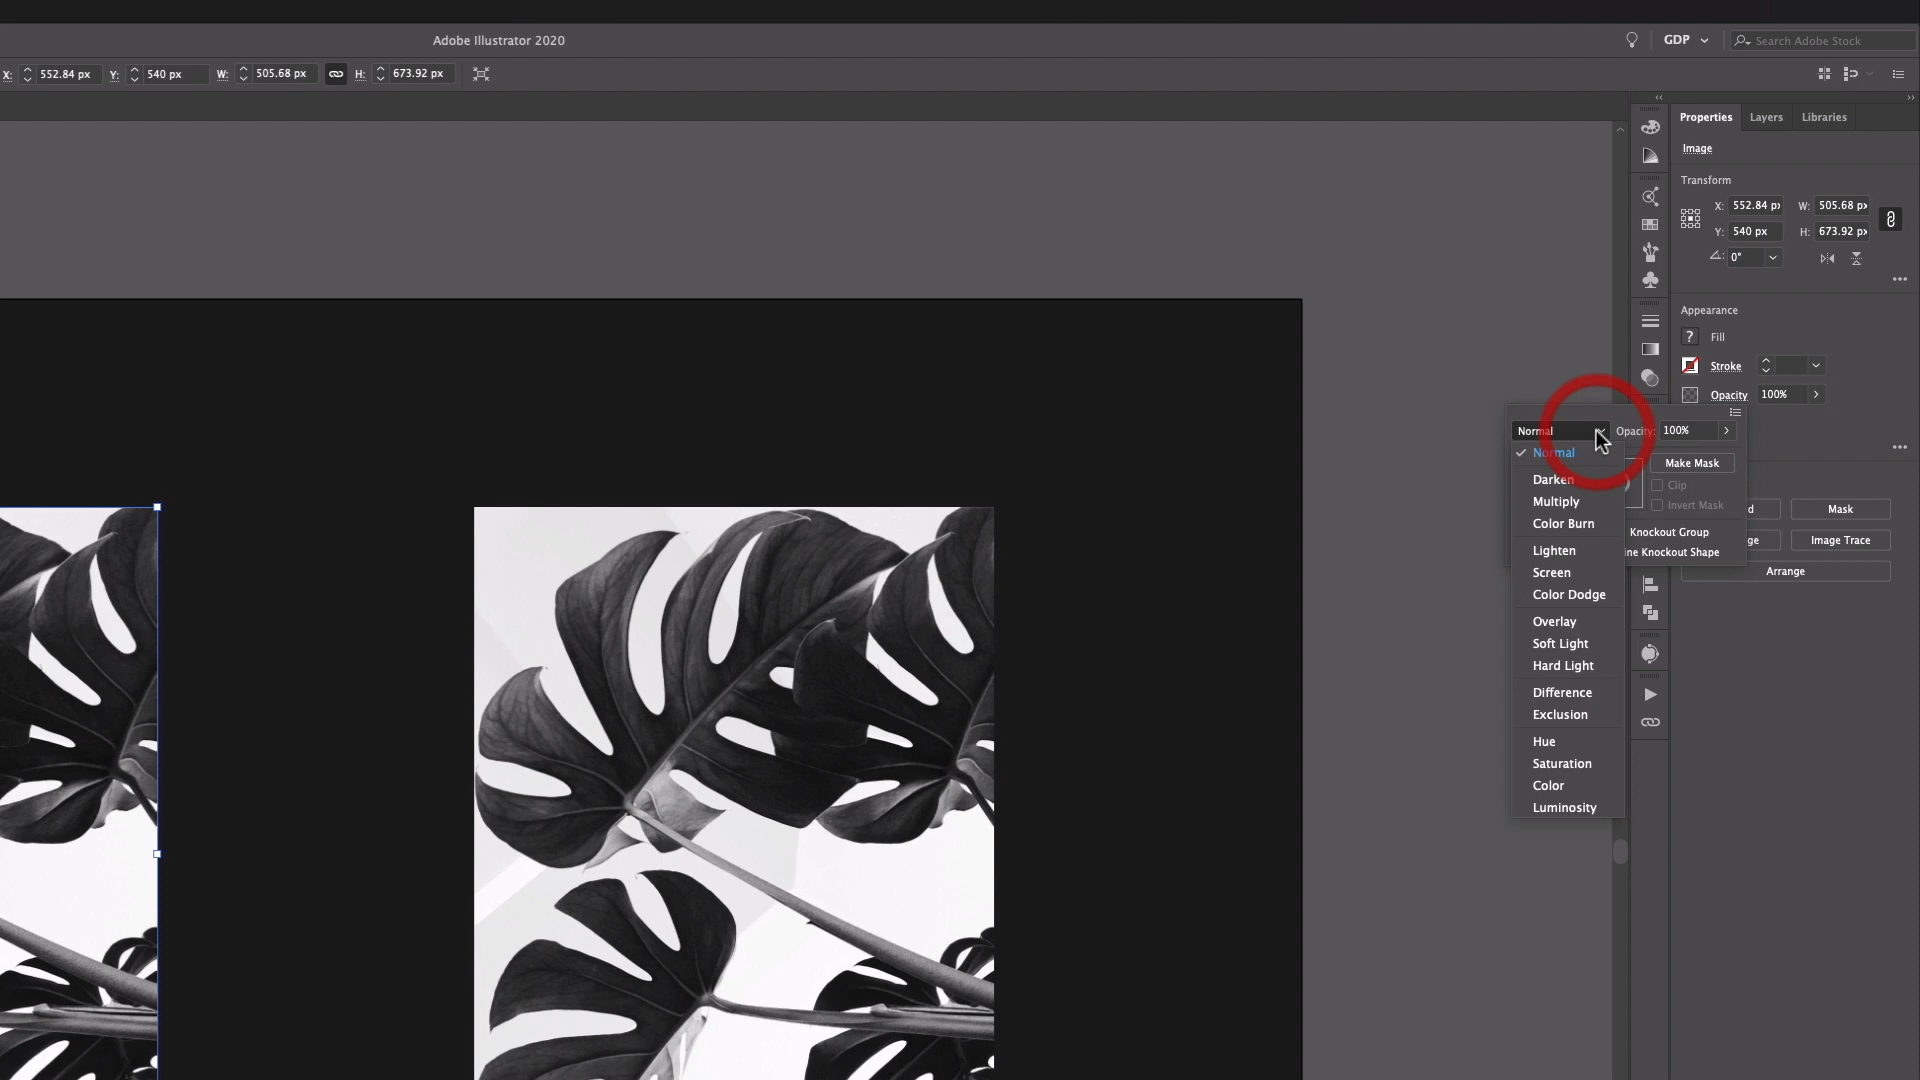 Adobe Illustrator 2020
GDP
Search Adobe Stock
X: 552.84 px Y: 540 px W: 505.68 px H: 673.92 px
Properties Layers Libraries
Image
Transform
X: 552.84 px W: 505.68 px
Y: 540 px H: 673.92 px
0°
Appearance
? Fill
Stroke
Opacity 100%
Normal Opacity: 100%
Normal
Make Mask
Darken
Clip
Multiply
Invert Mask
d Mask
Color Burn
Knockout Group
ge Image Trace
Lighten
ine Knockout Shape
Screen
Arrange
Color Dodge
Overlay
Soft Light
Hard Light
Difference
Exclusion
Hue
Saturation
Color
Luminosity